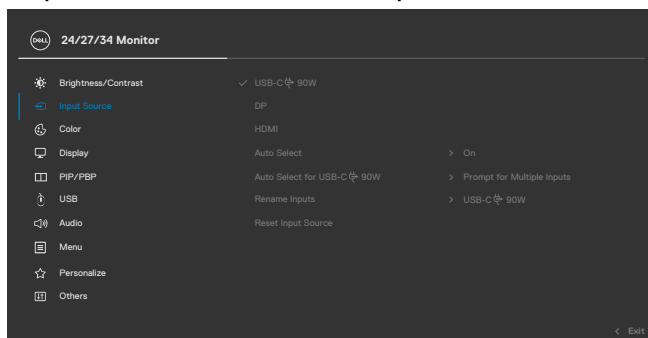 DELL 24/27/34 Monitor
Brightness/Contrast USB-C 90W
Input Source DP
Color HDMI
Display Auto Select On
PIP/PBP Auto Select for USB-C 90W Prompt for Multiple Inputs
USB Rename Inputs USB-C 90W
Audio Reset Input Source
Menu
Personalize
Others
Exit